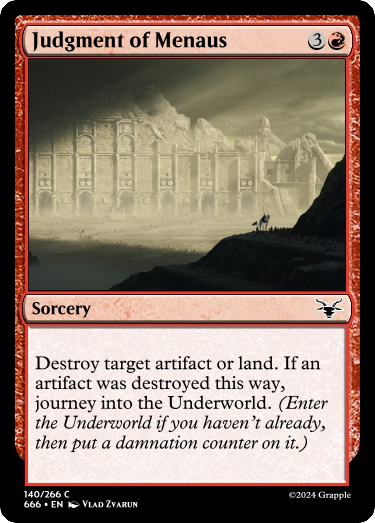 Judgment of Menaus 3
Sorcery
Destroy target artifact or land. If an
artifact was destroyed this way,
journey into the Underworld. (Enter
the Underworld if you haven't already,
then put a damnation counter on it.)
140/266 C
©2024 Grapple
666 • EN Vlad Zvarun